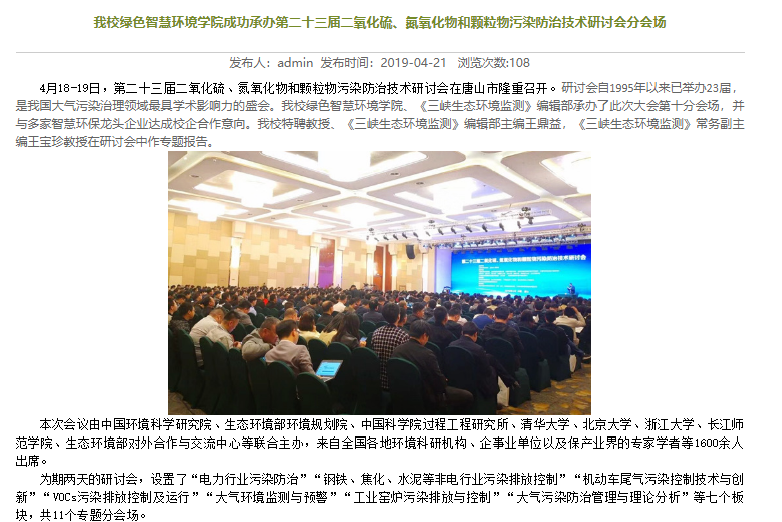 我校绿色智慧环境学院成功承办第二十三届二氧化硫、氮氧化物和颗粒物污染防治技术研讨会分会场
发布人：admin 发布时间：2019-04-21 浏览次数:108
4月18-19日，第二十三届二氧化硫、氮氧化物和颗粒物污染防治技术研讨会在唐山市隆重召开。研讨会自1995年以来已举办23届，
是我国大气污染治理领域最具学术影响力的盛会。我校绿色智慧环境学院、《三峡生态环境监测》编辑部承办了此次大会第十分会场，并
与多家智慧环保龙头企业达成校企合作意向。我校特聘教授、《三峡生态环境监测》编辑部主编王鼎益，《三峡生态环境监测》常务副主
编王宝珍教授在研讨会中作专题报告。
第二十三届二氧化硫、氮氧化物和颗粒物污染防治技术研讨会
本次会议由中国环境科学研究院、生态环境部环境规划院、中国科学院过程工程研究所、清华大学、北京大学、浙江大学、长江师
范学院、生态环境部对外合作与交流中心等联合主办，来自全国各地环境科研机构、企事业单位以及保产业界的专家学者等1600余人
出席。
为期两天的研讨会，设置了“电力行业污染防治”“钢铁、焦化、水泥等非电行业污染排放控制”“机动车尾气污染控制技术与创
新”“VOCs污染排放控制及运行”“大气环境监测与预警”“工业窑炉污染排放与控制”“大气污染防治管理与理论分析”等七个板
块，共11个专题分会场。